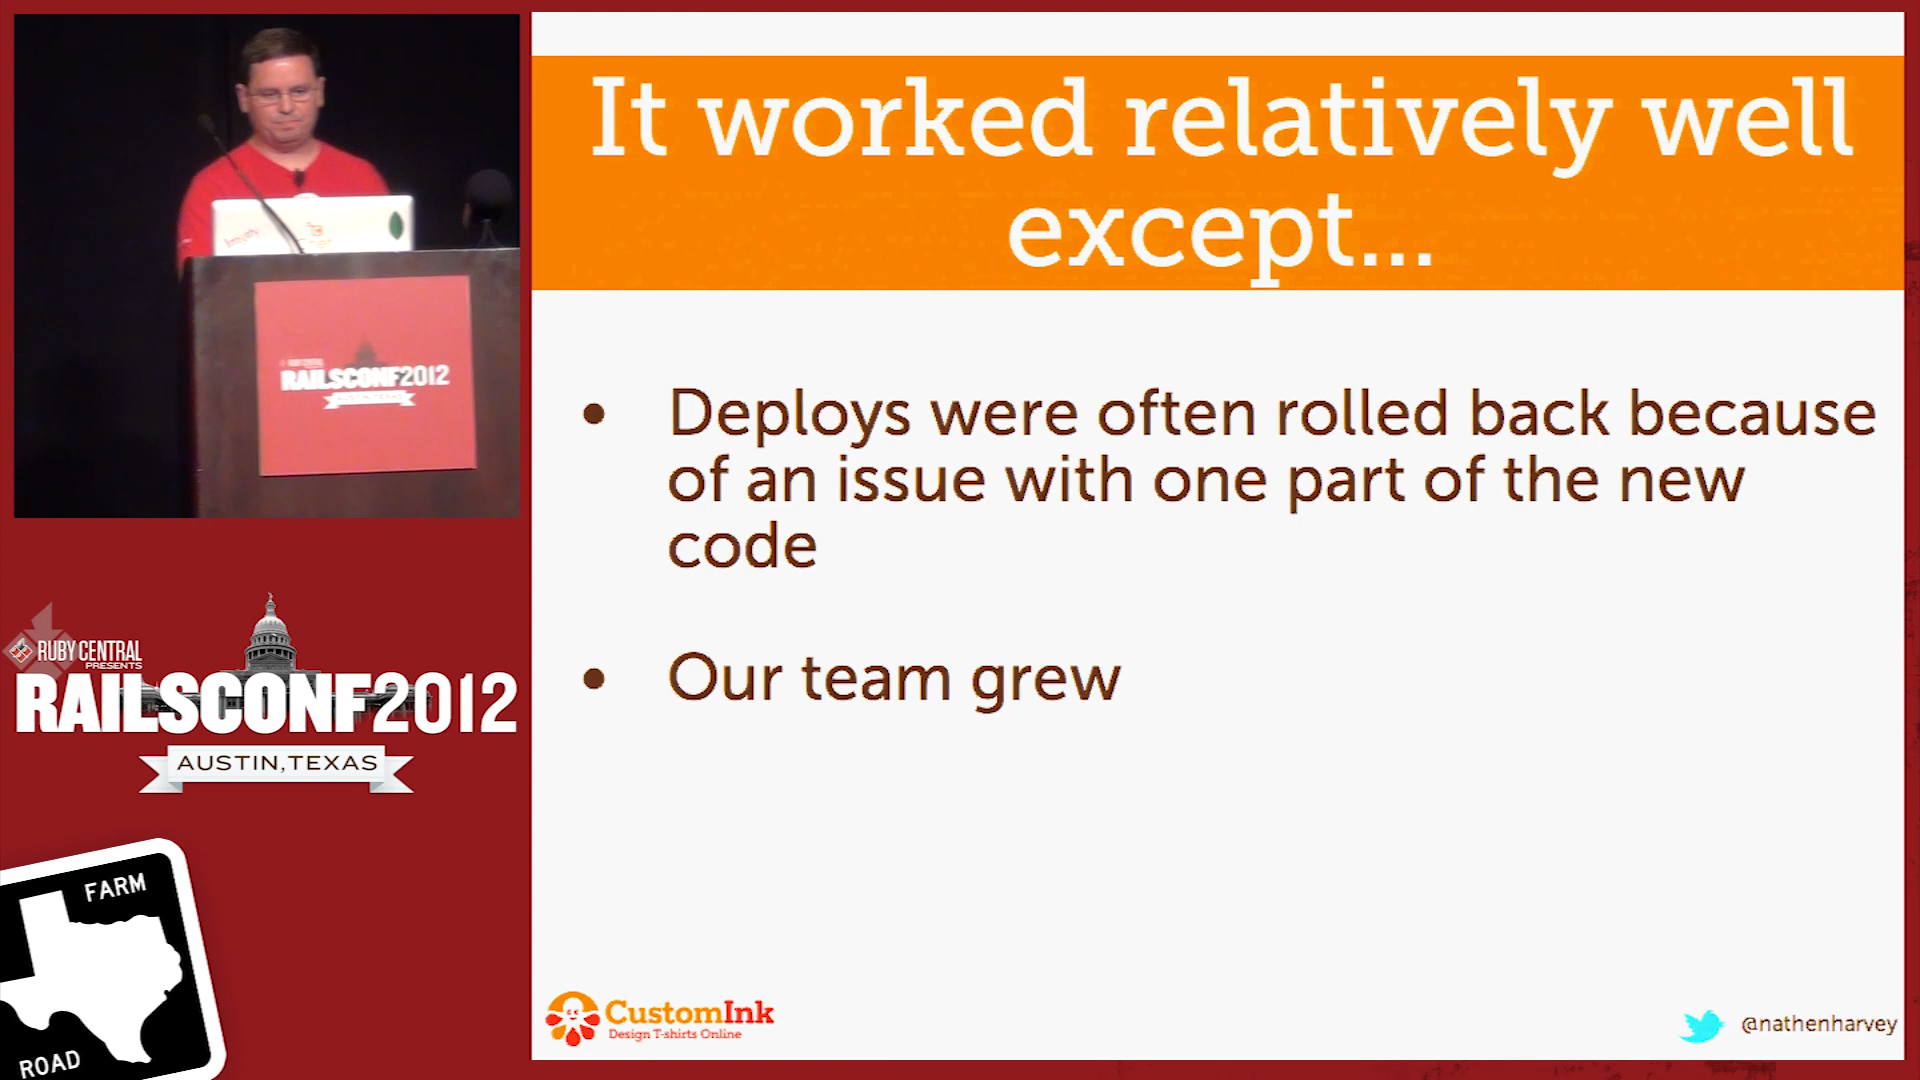 It worked relatively well
except...
• Deploys were often rolled back because
of an issue with one part of the new
code
• Our team grew
CustomInk
Design T-shirts Online
@nathenharvey
RAILSCONF2012
AUSTIN, TEXAS
RUBY CENTRAL
PRESENTS
RAILSCONF2012
AUSTIN, TEXAS
FARM
ROAD